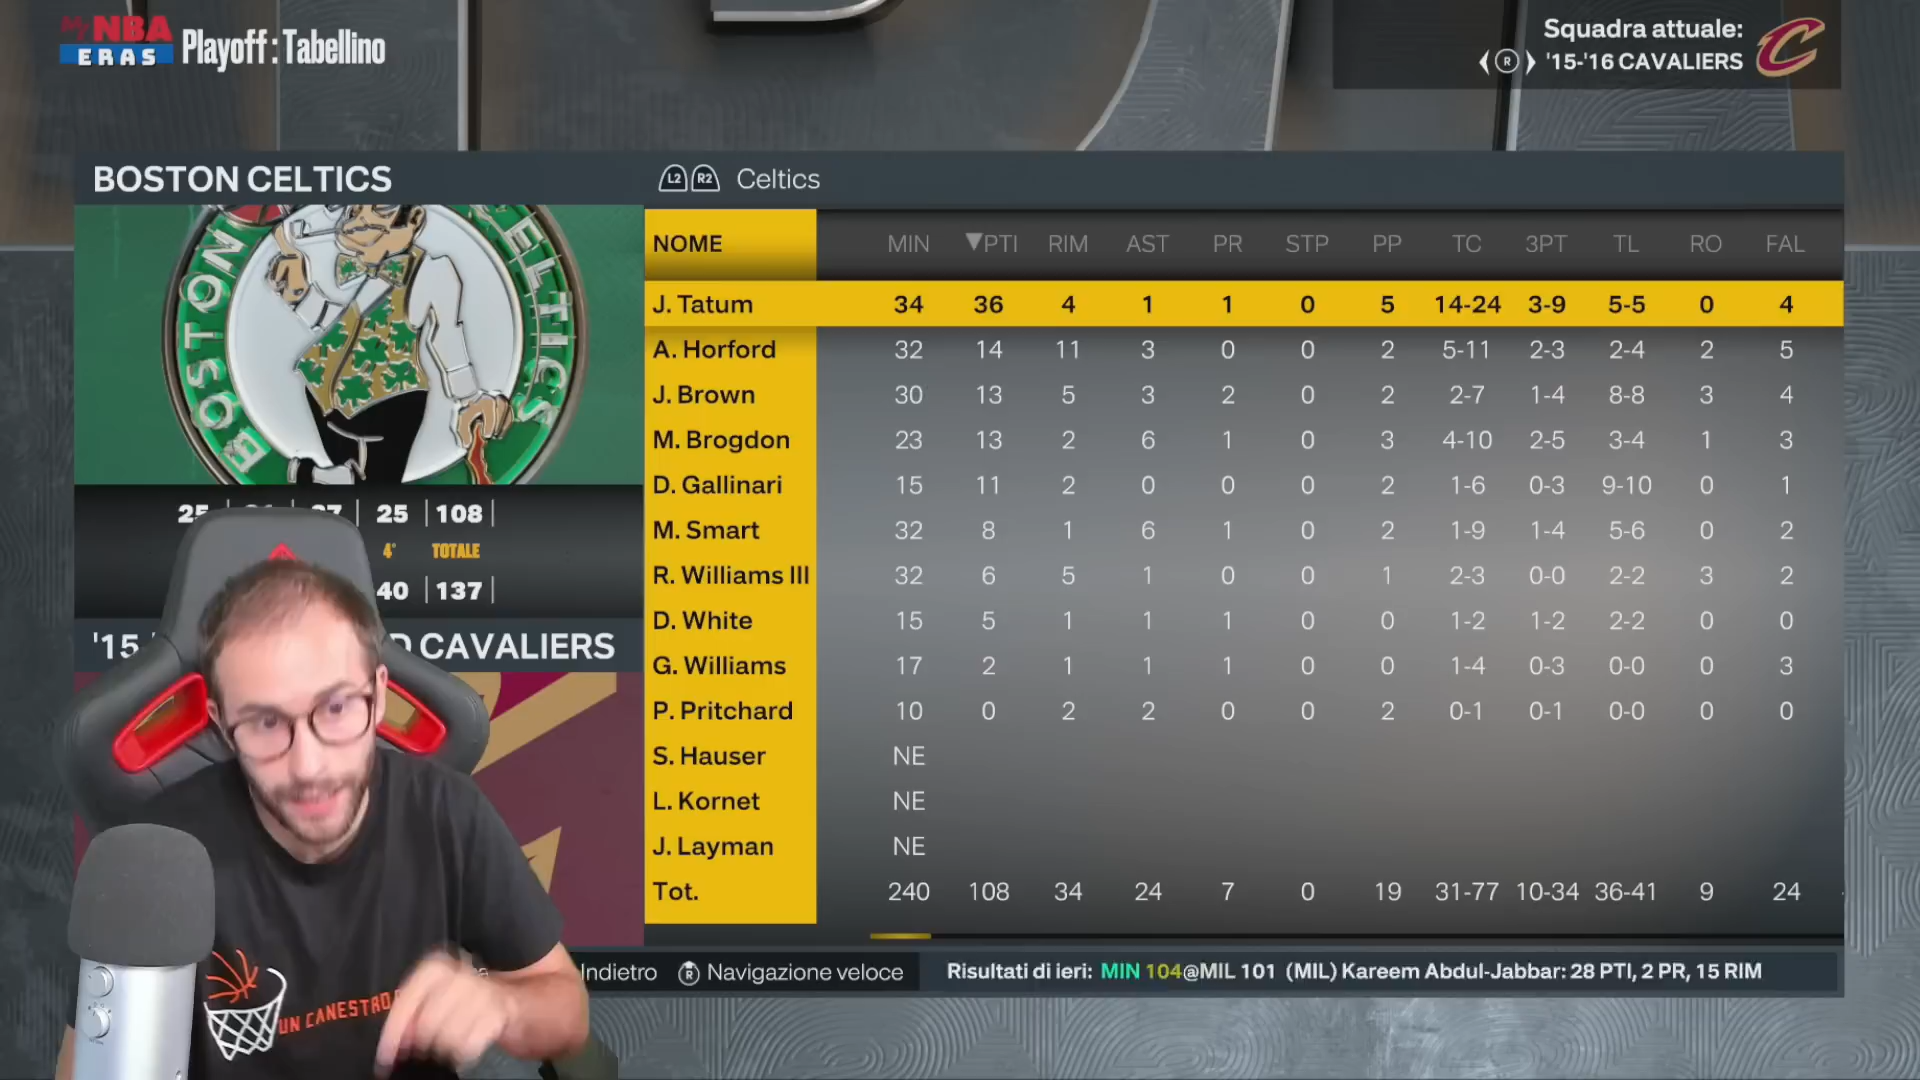 MyNBA
ERAS
Playoff: Tabellino
Squadra attuale:
R '15-'16 CAVALIERS
BOSTON CELTICS
L2 R2 Celtics
BOSTON CELTICS
NOME MIN ▼PTI RIM AST PR STP PP TC 3PT TL RO FAL
J. Tatum 34 36 4 1 1 0 5 14-24 3-9 5-5 0 4
A. Horford 32 14 11 3 0 0 2 5-11 2-3 2-4 2 5
J. Brown 30 13 5 3 2 0 2 2-7 1-4 8-8 3 4
M. Brogdon 23 13 2 6 1 0 3 4-10 2-5 3-4 1 3
D. Gallinari 15 11 2 0 0 0 2 1-6 0-3 9-10 0 1
M. Smart 32 8 1 6 1 0 2 1-9 1-4 5-6 0 2
R. Williams III 32 6 5 1 0 0 1 2-3 0-0 2-2 3 2
D. White 15 5 1 1 1 0 0 1-2 1-2 2-2 0 0
G. Williams 17 2 1 1 1 0 0 1-4 0-3 0-0 0 3
P. Pritchard 10 0 2 2 0 0 2 0-1 0-1 0-0 0 0
S. Hauser NE
L. Kornet NE
J. Layman NE
Tot. 240 108 34 24 7 0 19 31-77 10-34 36-41 9 24
25 | 25 | 108 |
4° TOTALE
40 | 137 |
'15 CAVALIERS
UN CANESTRO
Indietro R Navigazione veloce
Risultati di ieri: MIN 104@MIL 101 (MIL) Kareem Abdul-Jabbar: 28 PTI, 2 PR, 15 RIM